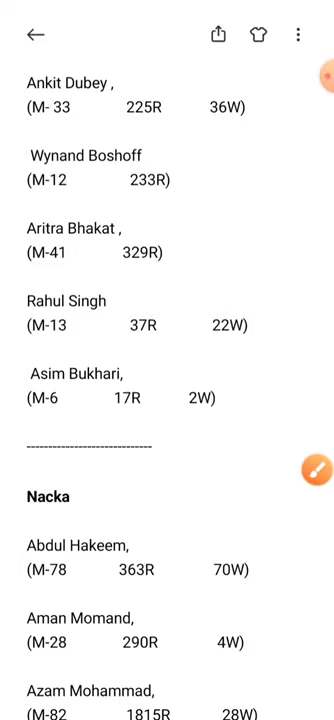 Ankit Dubey ,
(M- 33 225R 36W)
Wynand Boshoff
(M-12 233R)
Aritra Bhakat ,
(M-41 329R)
Rahul Singh
(M-13 37R 22W)
Asim Bukhari,
(M-6 17R 2W)
-----------------------------
Nacka
Abdul Hakeem,
(M-78 363R 70W)
Aman Momand,
(M-28 290R 4W)
Azam Mohammad,
(M-82 1815R 28W)